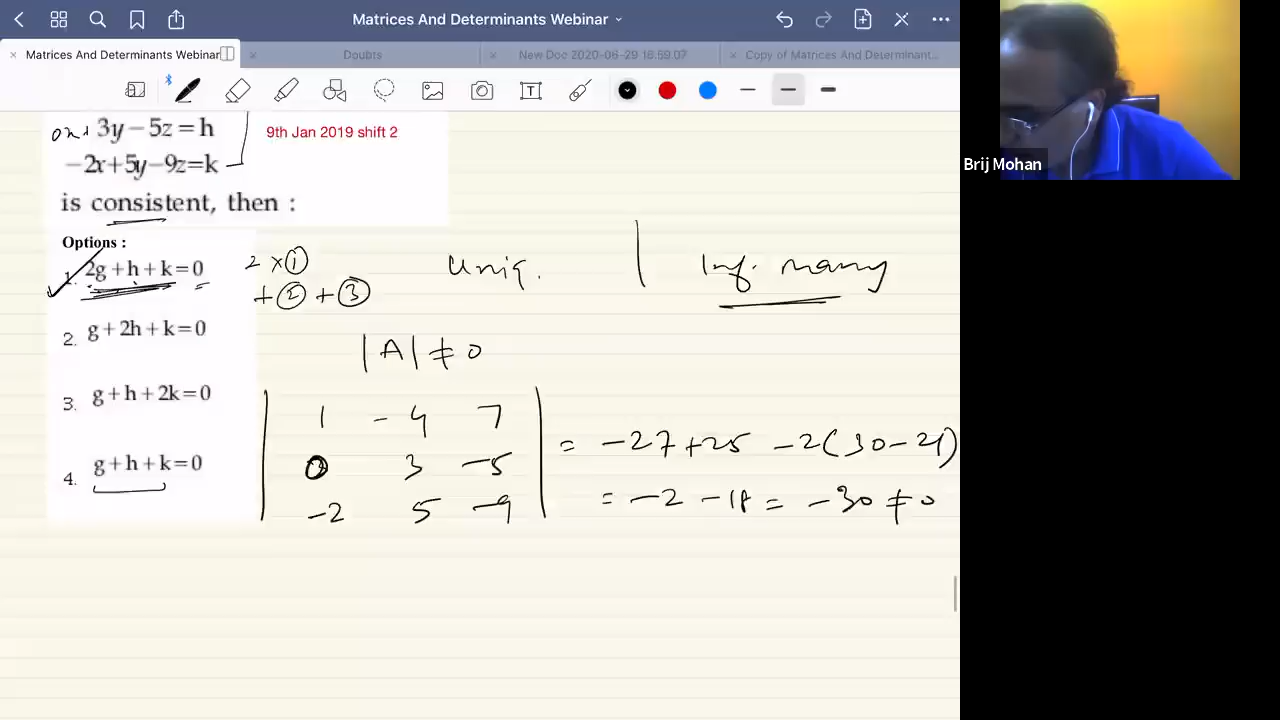 Matrices And Determinants Webinar
Matrices And Determinants Webinar
Doubts
New Doc 2020-06-29 16:59:07
Copy of Matrices And Determinant...
T
3y − 5z = h
9th Jan 2019 shift 2
−2x+5y−9z=k
Brij Mohan
is consistent, then :
Options :
1. 2g + h + k = 0
2 × ①
+ ② + ③
Uniq.
Inf. many
2. g + 2h + k = 0
|A| ≠ 0
3. g + h + 2k = 0
4. g + h + k = 0
1 −4 7
0 3 −5
−2 5 −9
= −27+25 −2(30−21)
= −2 −18 = −30 ≠ 0